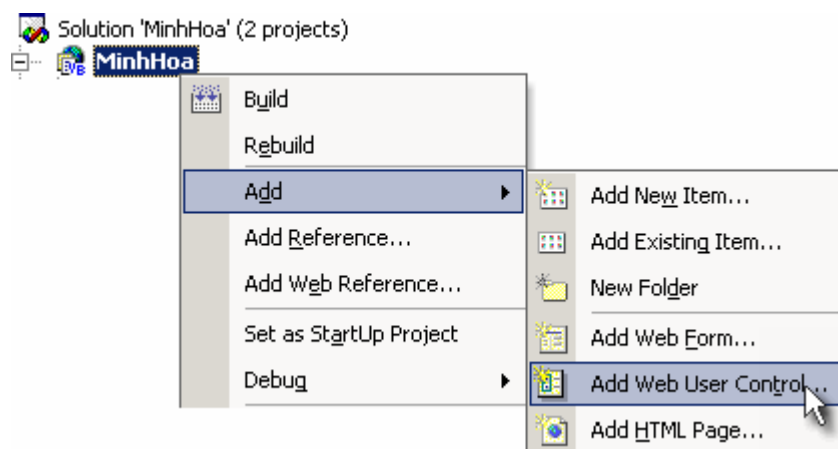 Solution 'MinhHoa' (2 projects)
MinhHoa
Build
Rebuild
Add
Add Reference...
Add Web Reference...
Set as StartUp Project
Debug
Add New Item...
Add Existing Item...
New Folder
Add Web Form...
Add Web User Control...
Add HTML Page...